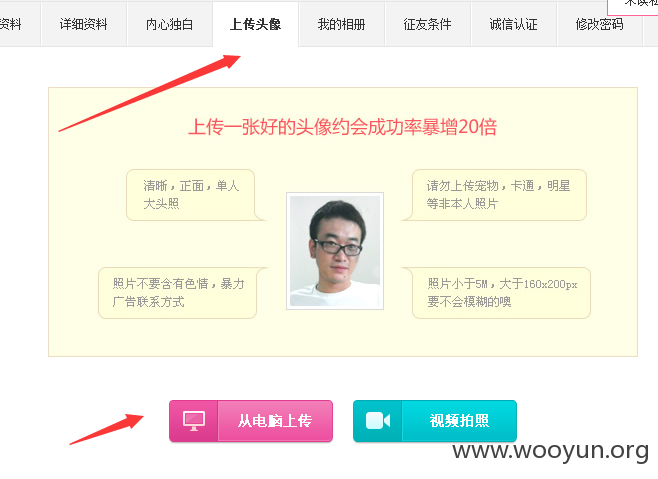 资料 详细资料 内心独白 上传头像 我的相册 征友条件 诚信认证 修改密码
上传一张好的头像约会成功率暴增20倍
清晰，正面，单人
大头照
请勿上传宠物，卡通，明星
等非本人照片
照片不要含有色情，暴力
广告联系方式
照片小于5M，大于160x200px
要不会模糊的噢
从电脑上传 视频拍照
www.wooyun.org